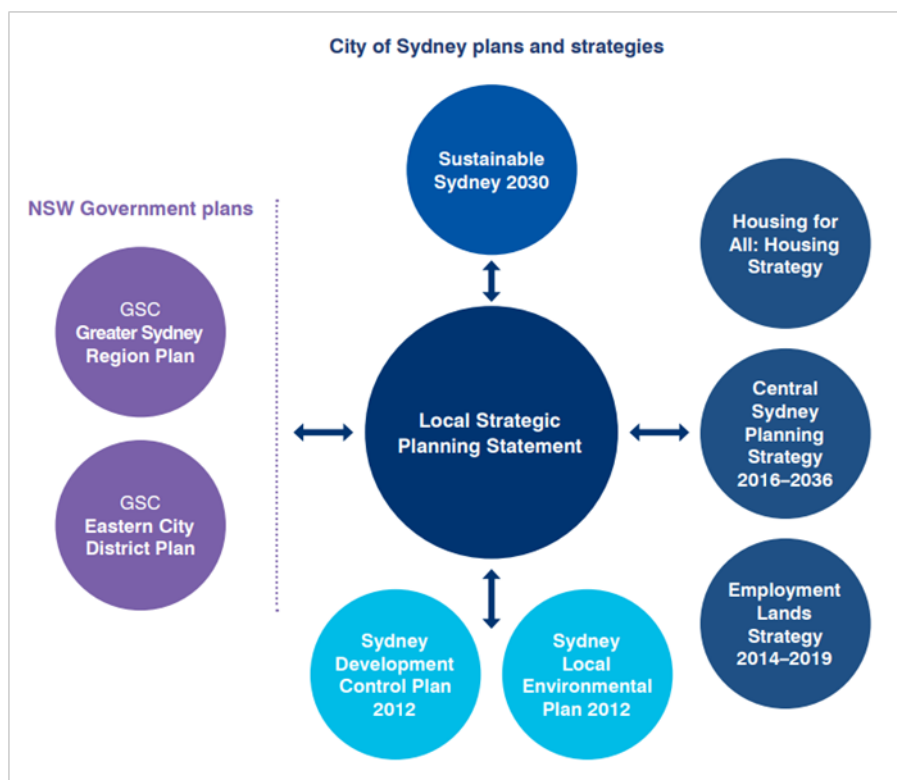 City of Sydney plans and strategies
Sustainable
Sydney 2030
NSW Government plans
GSC
Greater Sydney
Region Plan
GSC
Eastern City
District Plan
Local Strategic
Planning Statement
Housing for
All: Housing
Strategy
Central
Sydney
Planning
Strategy
2016–2036
Employment
Lands
Strategy
2014–2019
Sydney
Development
Control Plan
2012
Sydney
Local
Environmental
Plan 2012